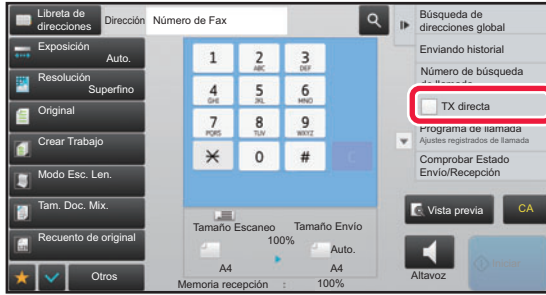 Libreta de
direcciones
Dirección
Número de Fax
Exposición
Auto.
Resolución
Superfino
Original
Crear Trabajo
Modo Esc. Len.
Tam. Doc. Mix.
Recuento de original
Otros
1
2
ABC
3
DEF
4
GHI
5
JKL
6
MNO
7
PQRS
8
TUV
9
WXYZ
0
#
Tamaño Escaneo
Tamaño Envío
100%
Auto.
A4
A4
Memoria recepción : 100%
Búsqueda de
direcciones global
Enviando historial
Número de búsqueda
de llamada
TX directa
Programa de llamada
Ajustes registrados de llamada
Comprobar Estado
Envío/Recepción
Vista previa
CA
Altavoz